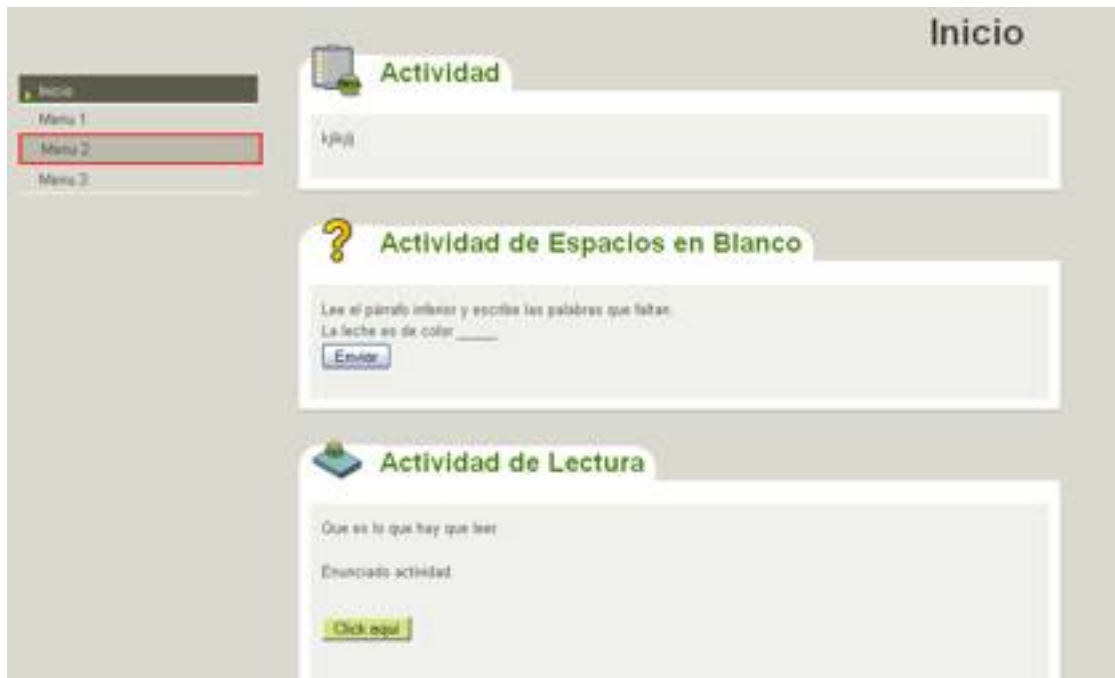 Inicio
Inicio
Menu 1
Menu 2
Menu 3
Actividad
Actividad de Espacios en Blanco
Lee el párrafo inferior y escribe las palabras que faltan.
La leche es de color _____
Enviar
Actividad de Lectura
Que es lo que hay que leer
Enunciado actividad
Click aquí